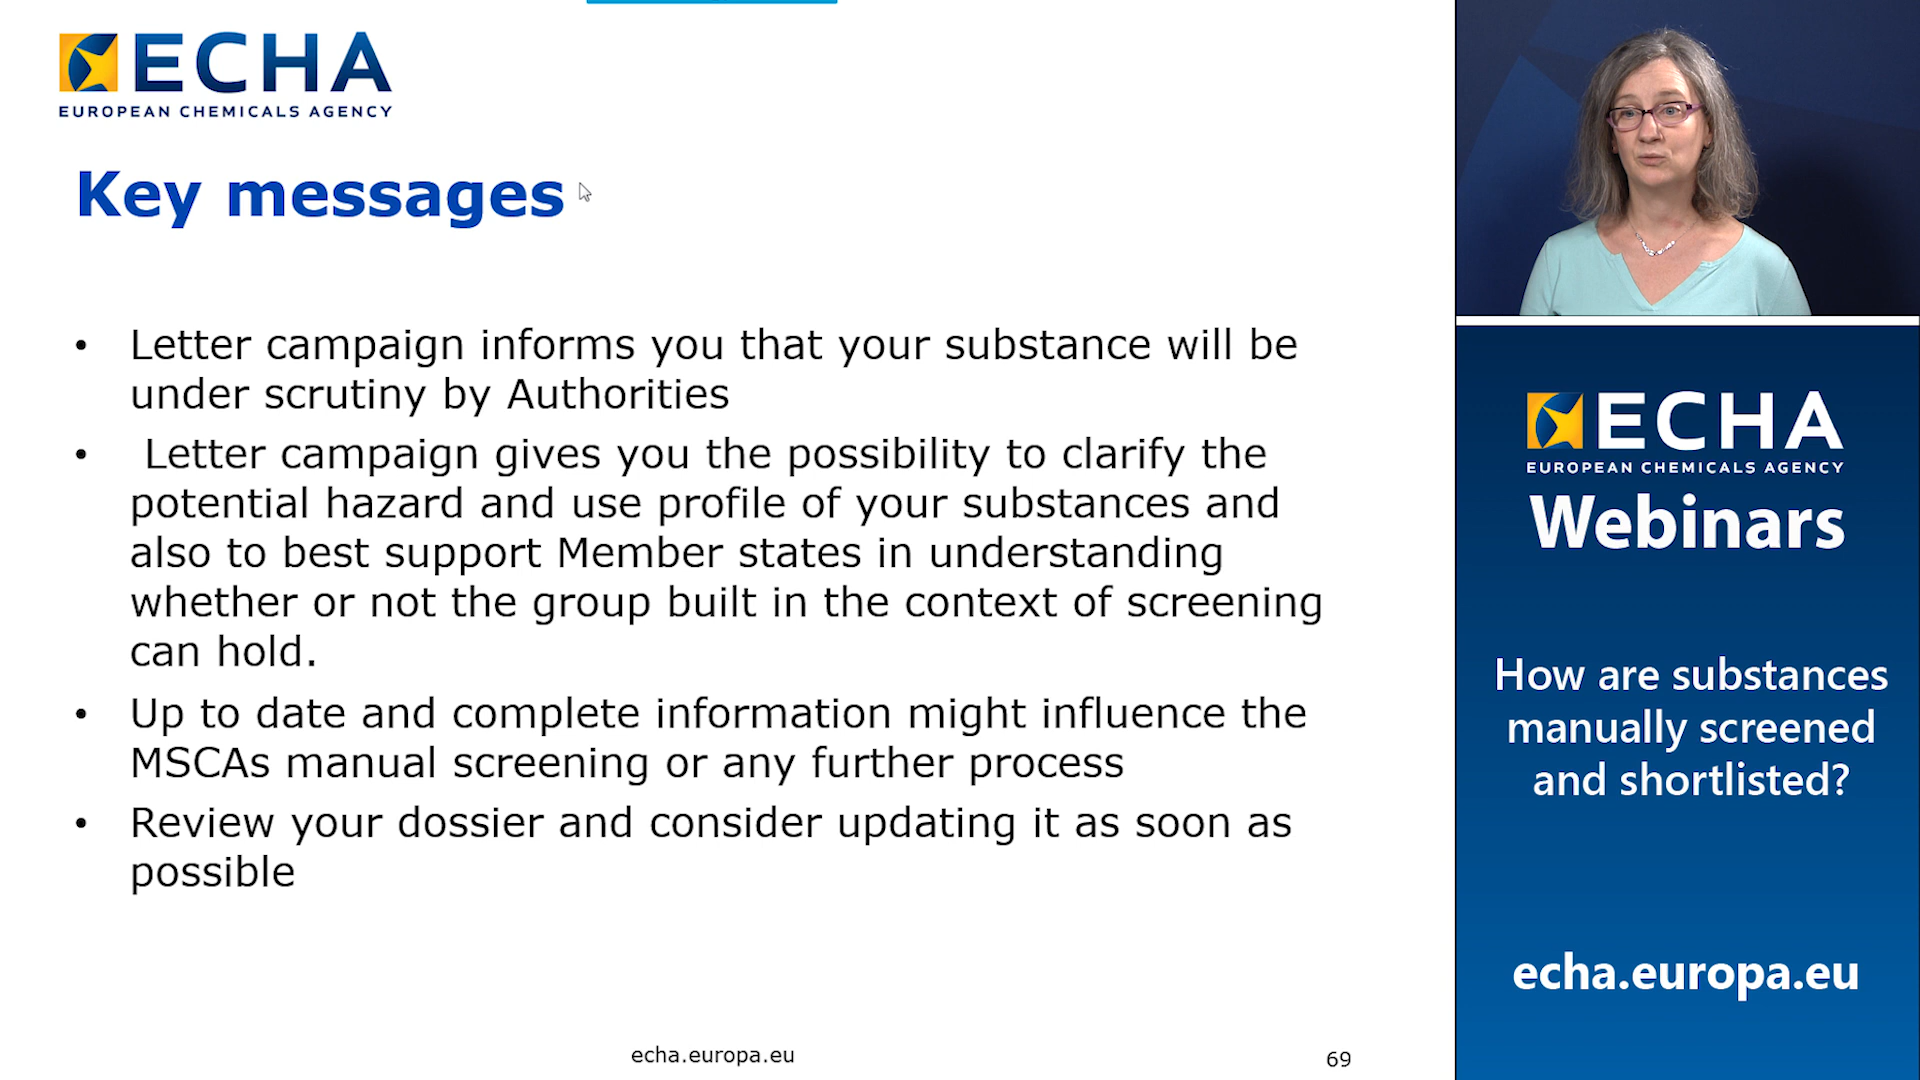 ECHA
EUROPEAN CHEMICALS AGENCY
Key messages
• Letter campaign informs you that your substance will be
under scrutiny by Authorities
• Letter campaign gives you the possibility to clarify the
potential hazard and use profile of your substances and
also to best support Member states in understanding
whether or not the group built in the context of screening
can hold.
• Up to date and complete information might influence the
MSCAs manual screening or any further process
• Review your dossier and consider updating it as soon as
possible
echa.europa.eu
69
ECHA
EUROPEAN CHEMICALS AGENCY
Webinars
How are substances
manually screened
and shortlisted?
echa.europa.eu